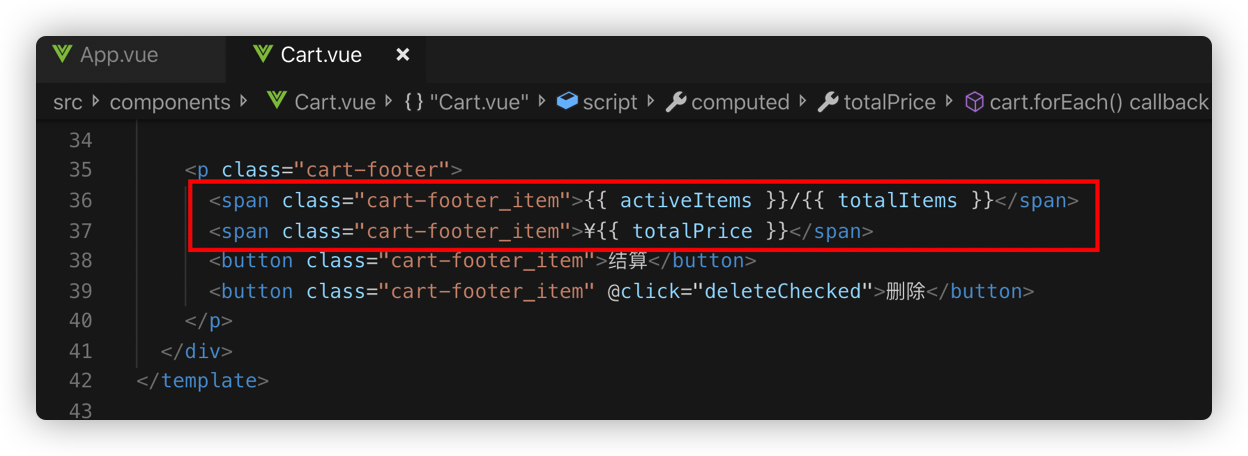 App.vue Cart.vue ×
src components Cart.vue {} "Cart.vue" script computed totalPrice cart.forEach() callback
34
35 <p class="cart-footer">
36 <span class="cart-footer_item">{{ activeItems }}/{{ totalItems }}</span>
37 <span class="cart-footer_item">¥{{ totalPrice }}</span>
38 <button class="cart-footer_item">结算</button>
39 <button class="cart-footer_item" @click="deleteChecked">删除</button>
40 </p>
41 </div>
42 </template>
43